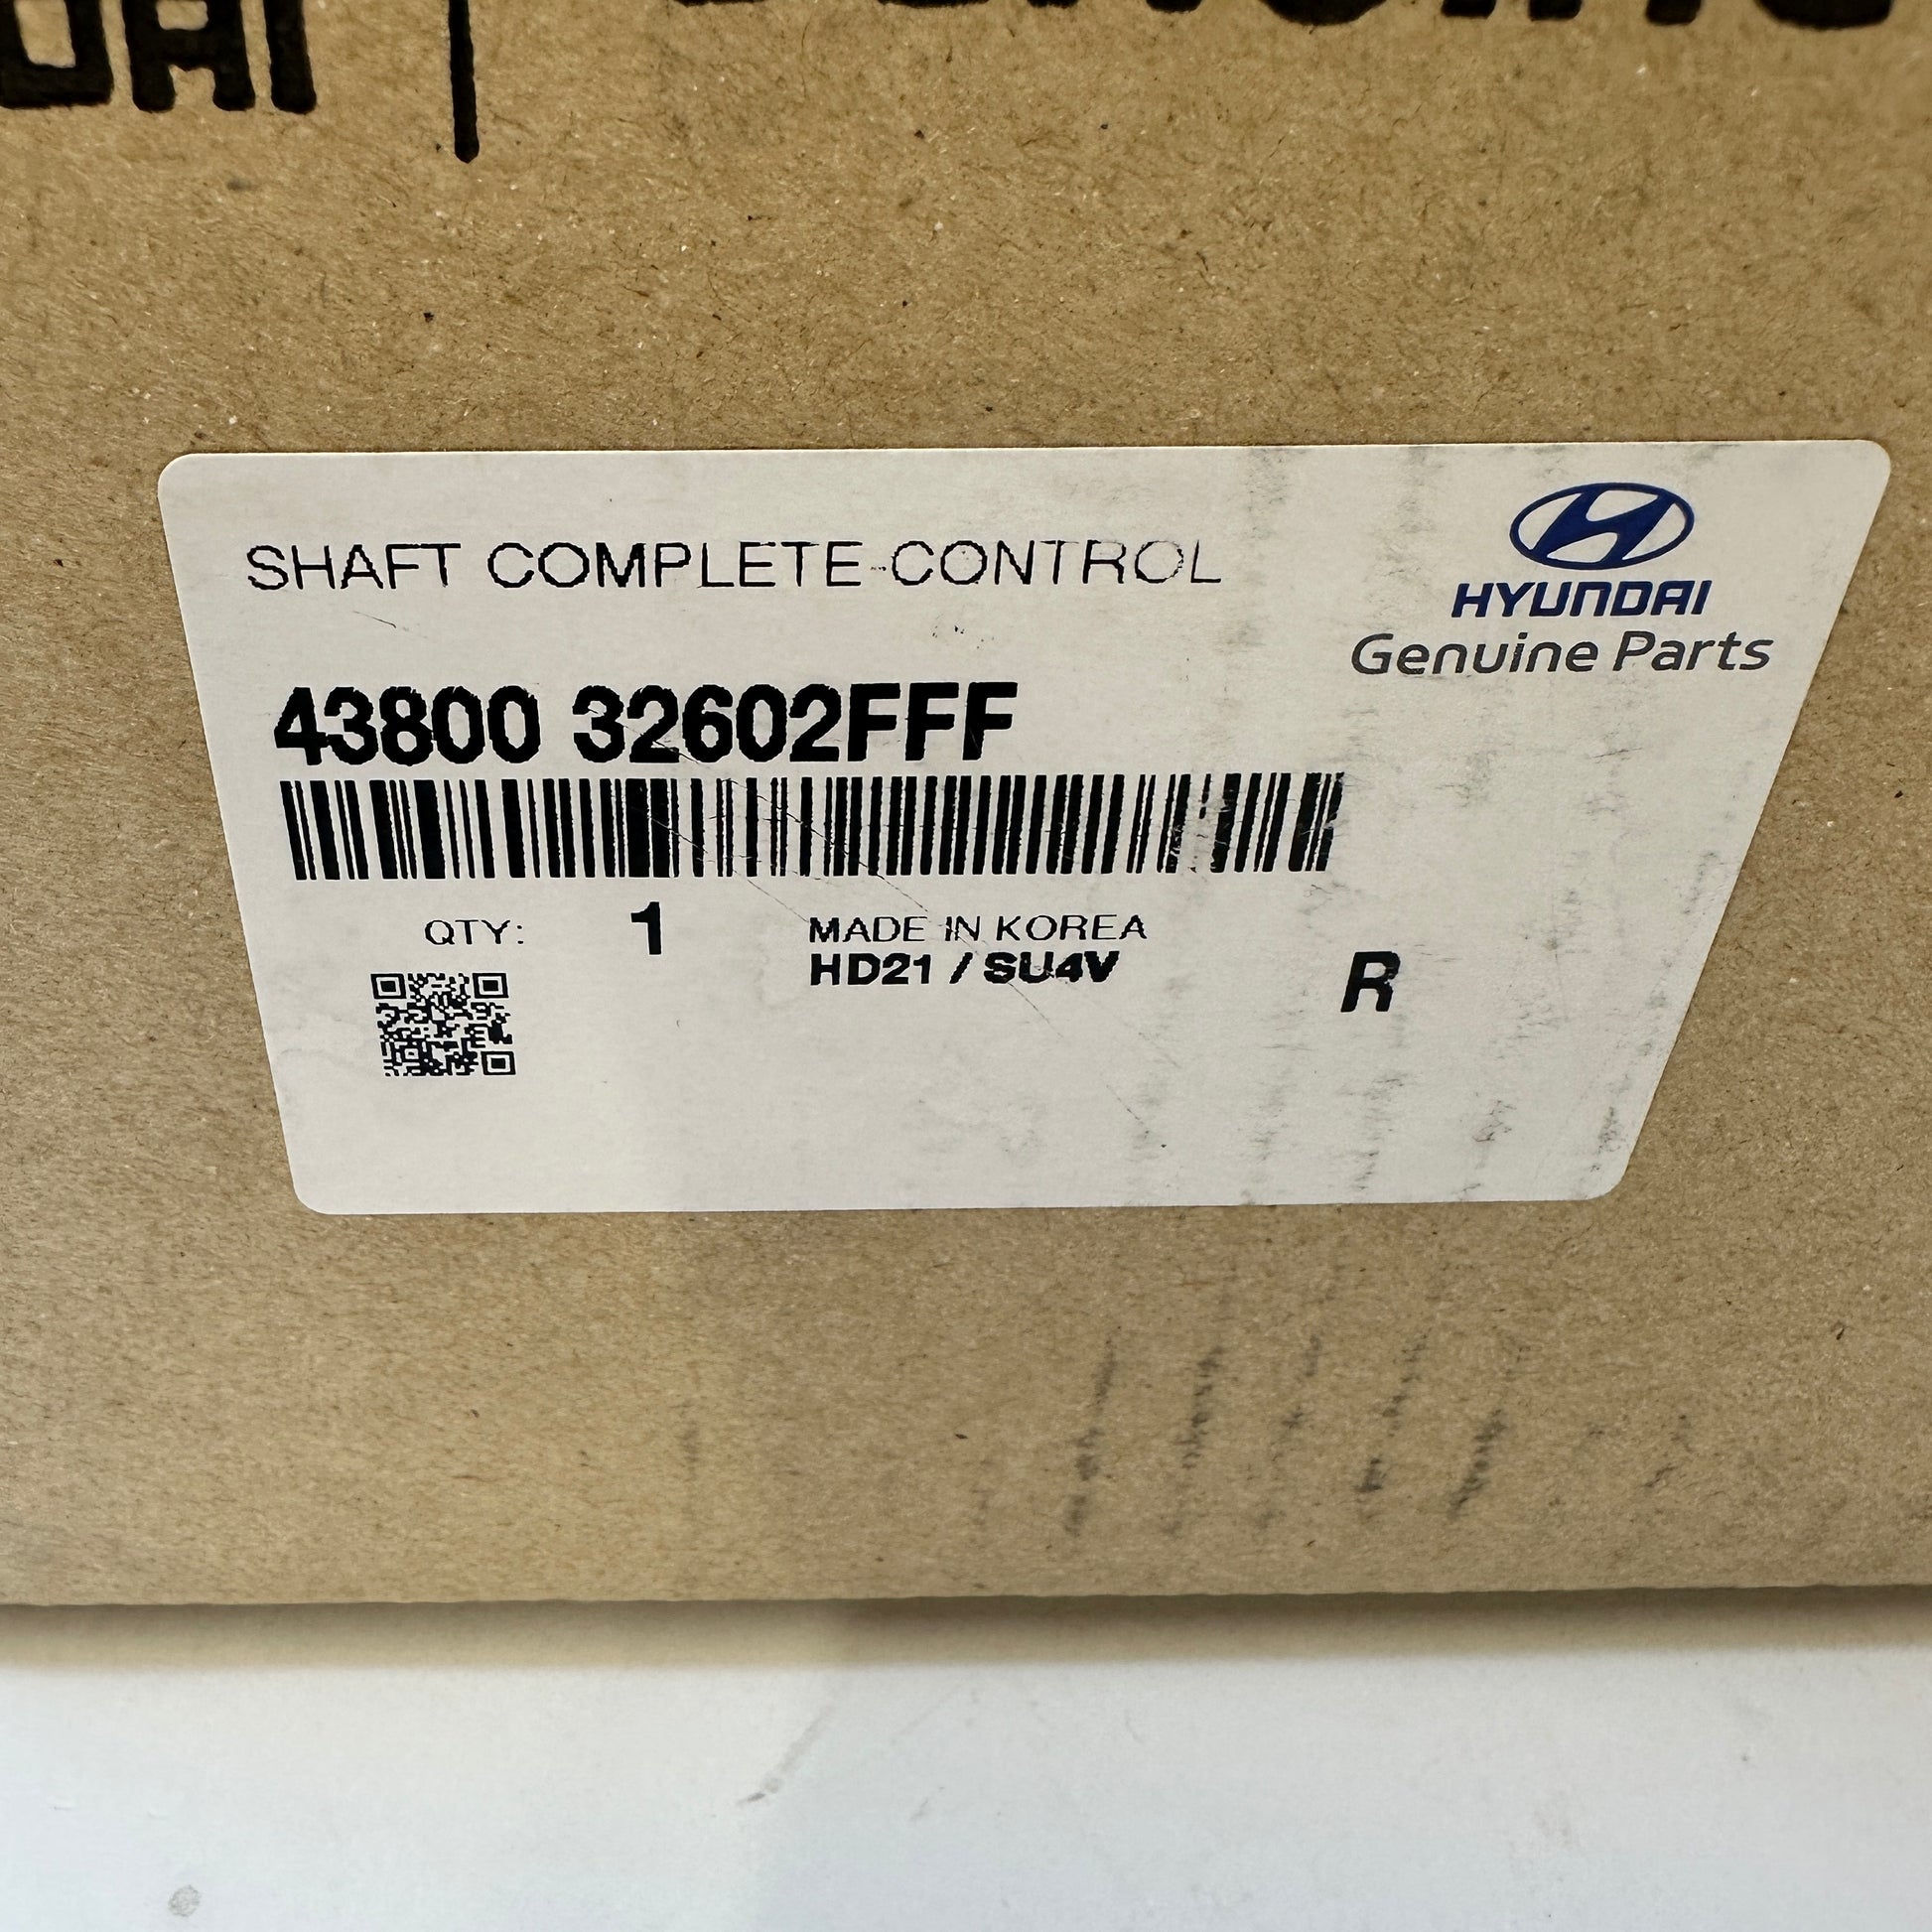 SHAFT COMPLETE-CONTROL
HYUNDAI
Genuine Parts
43800 32602FFF
QTY: 1
MADE IN KOREA
HD21 / SU4V
R